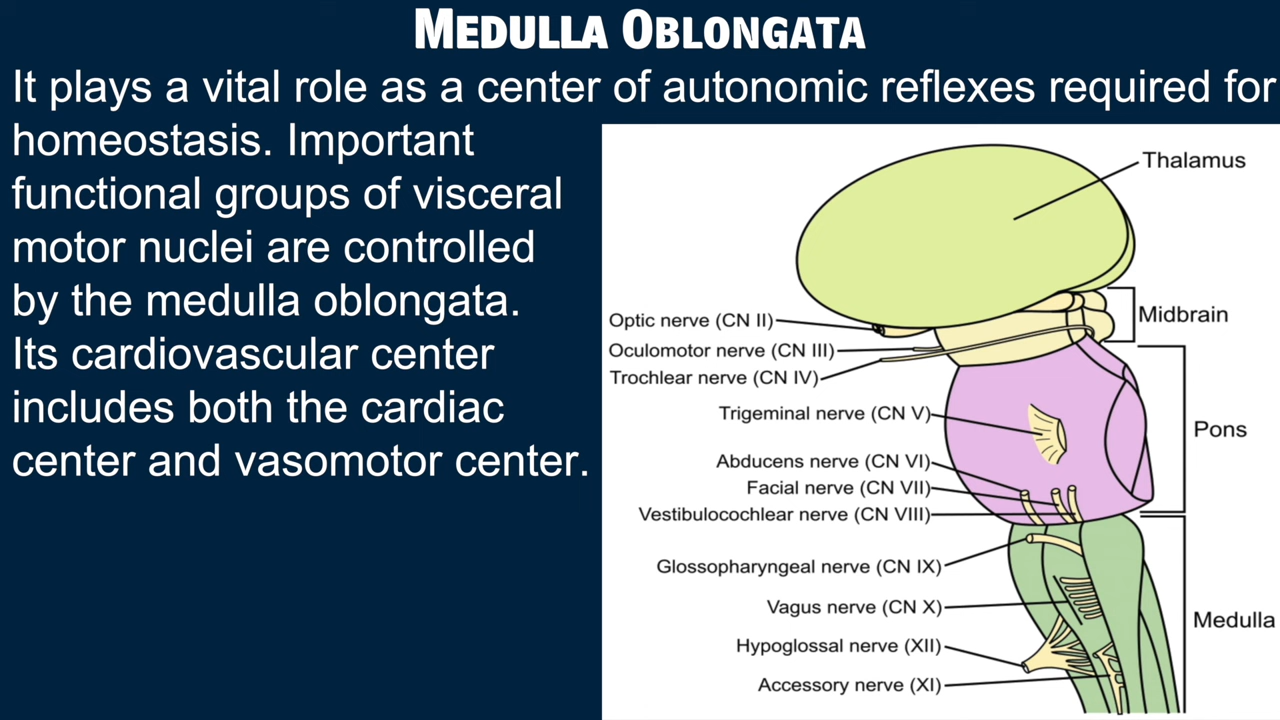 MEDULLA OBLONGATA
It plays a vital role as a center of autonomic reflexes required for
homeostasis. Important
functional groups of visceral
motor nuclei are controlled
by the medulla oblongata.
Its cardiovascular center
includes both the cardiac
center and vasomotor center.
Thalamus
Midbrain
Optic nerve (CN II)
Oculomotor nerve (CN III)
Trochlear nerve (CN IV)
Trigeminal nerve (CN V)
Pons
Abducens nerve (CN VI)
Facial nerve (CN VII)
Vestibulocochlear nerve (CN VIII)
Glossopharyngeal nerve (CN IX)
Vagus nerve (CN X)
Medulla
Hypoglossal nerve (XII)
Accessory nerve (XI)